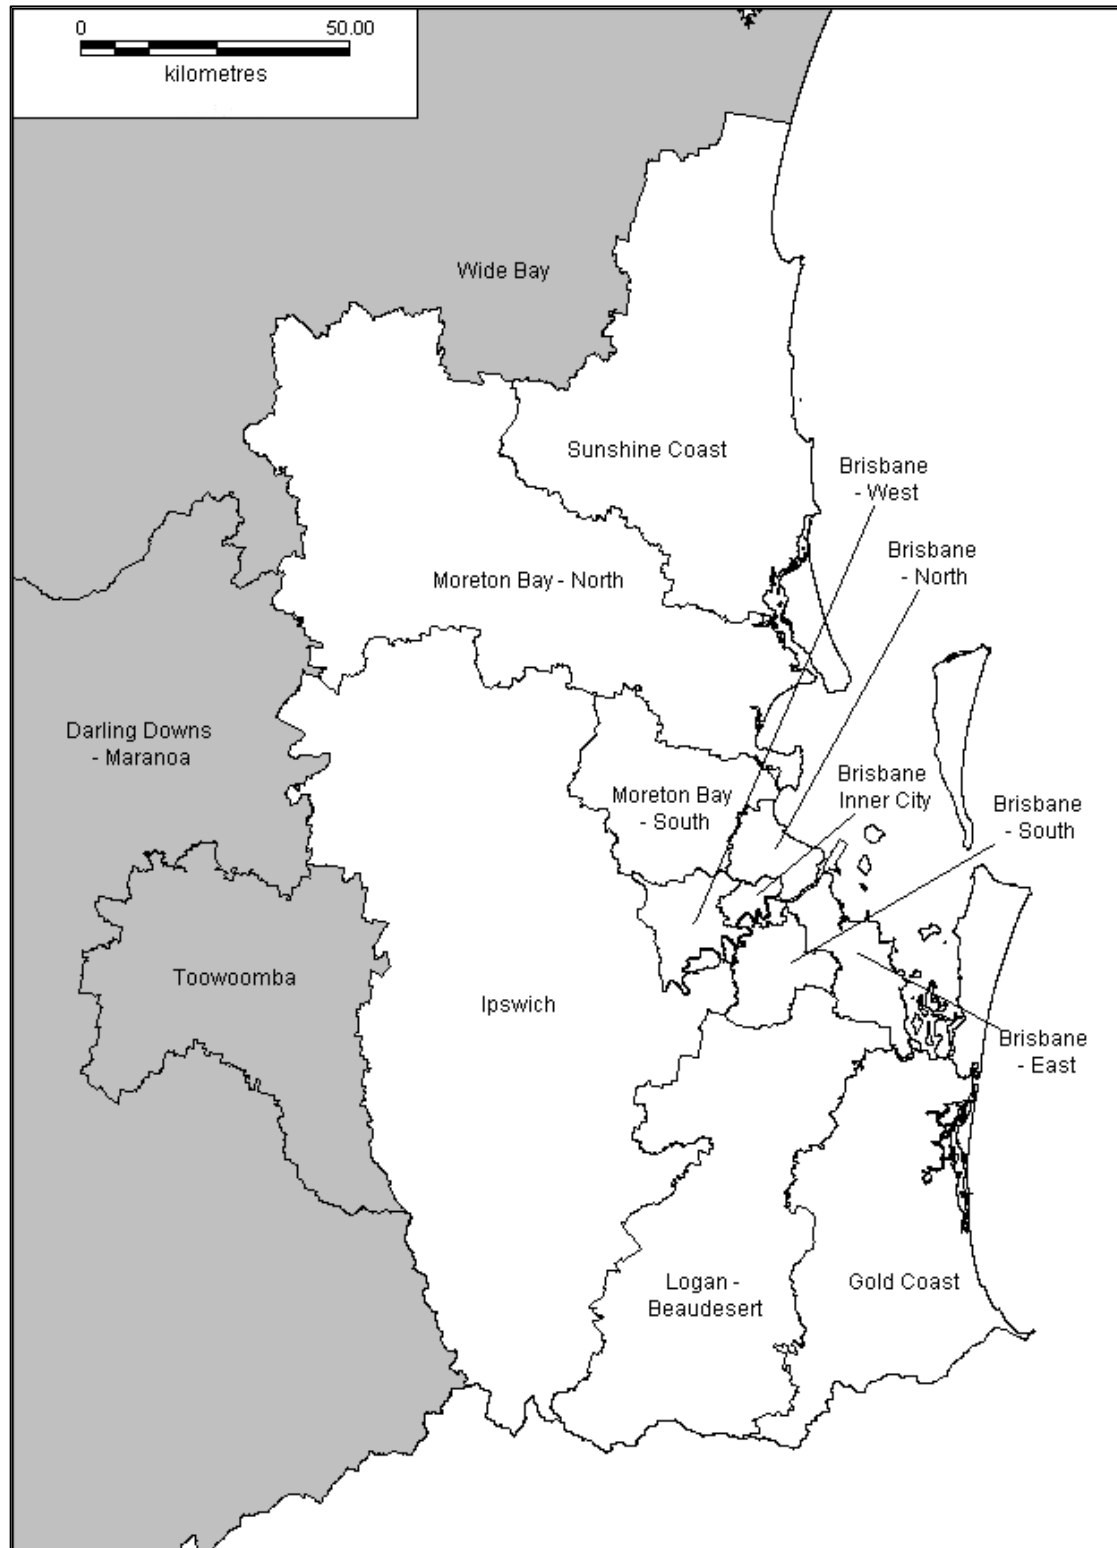 0 50.00
kilometres
Wide Bay
Sunshine Coast
Brisbane
- West
Brisbane
- North
Moreton Bay - North
Darling Downs
- Maranoa
Moreton Bay
- South
Brisbane
Inner City
Brisbane
- South
Toowoomba
Ipswich
Brisbane
- East
Logan -
Beaudesert
Gold Coast